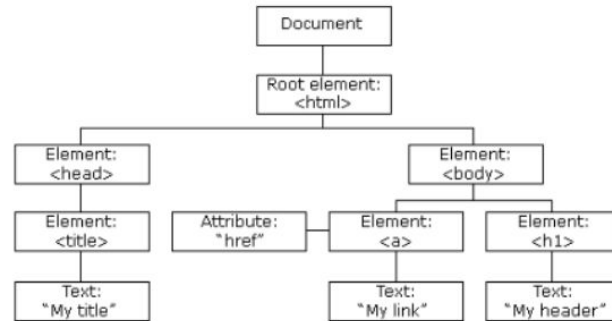 Document
Root element:
<html>
Element:
<head>
Element:
<body>
Element:
<title>
Attribute:
"href"
Element:
<a>
Element:
<h1>
Text:
"My title"
Text:
"My link"
Text:
"My header"